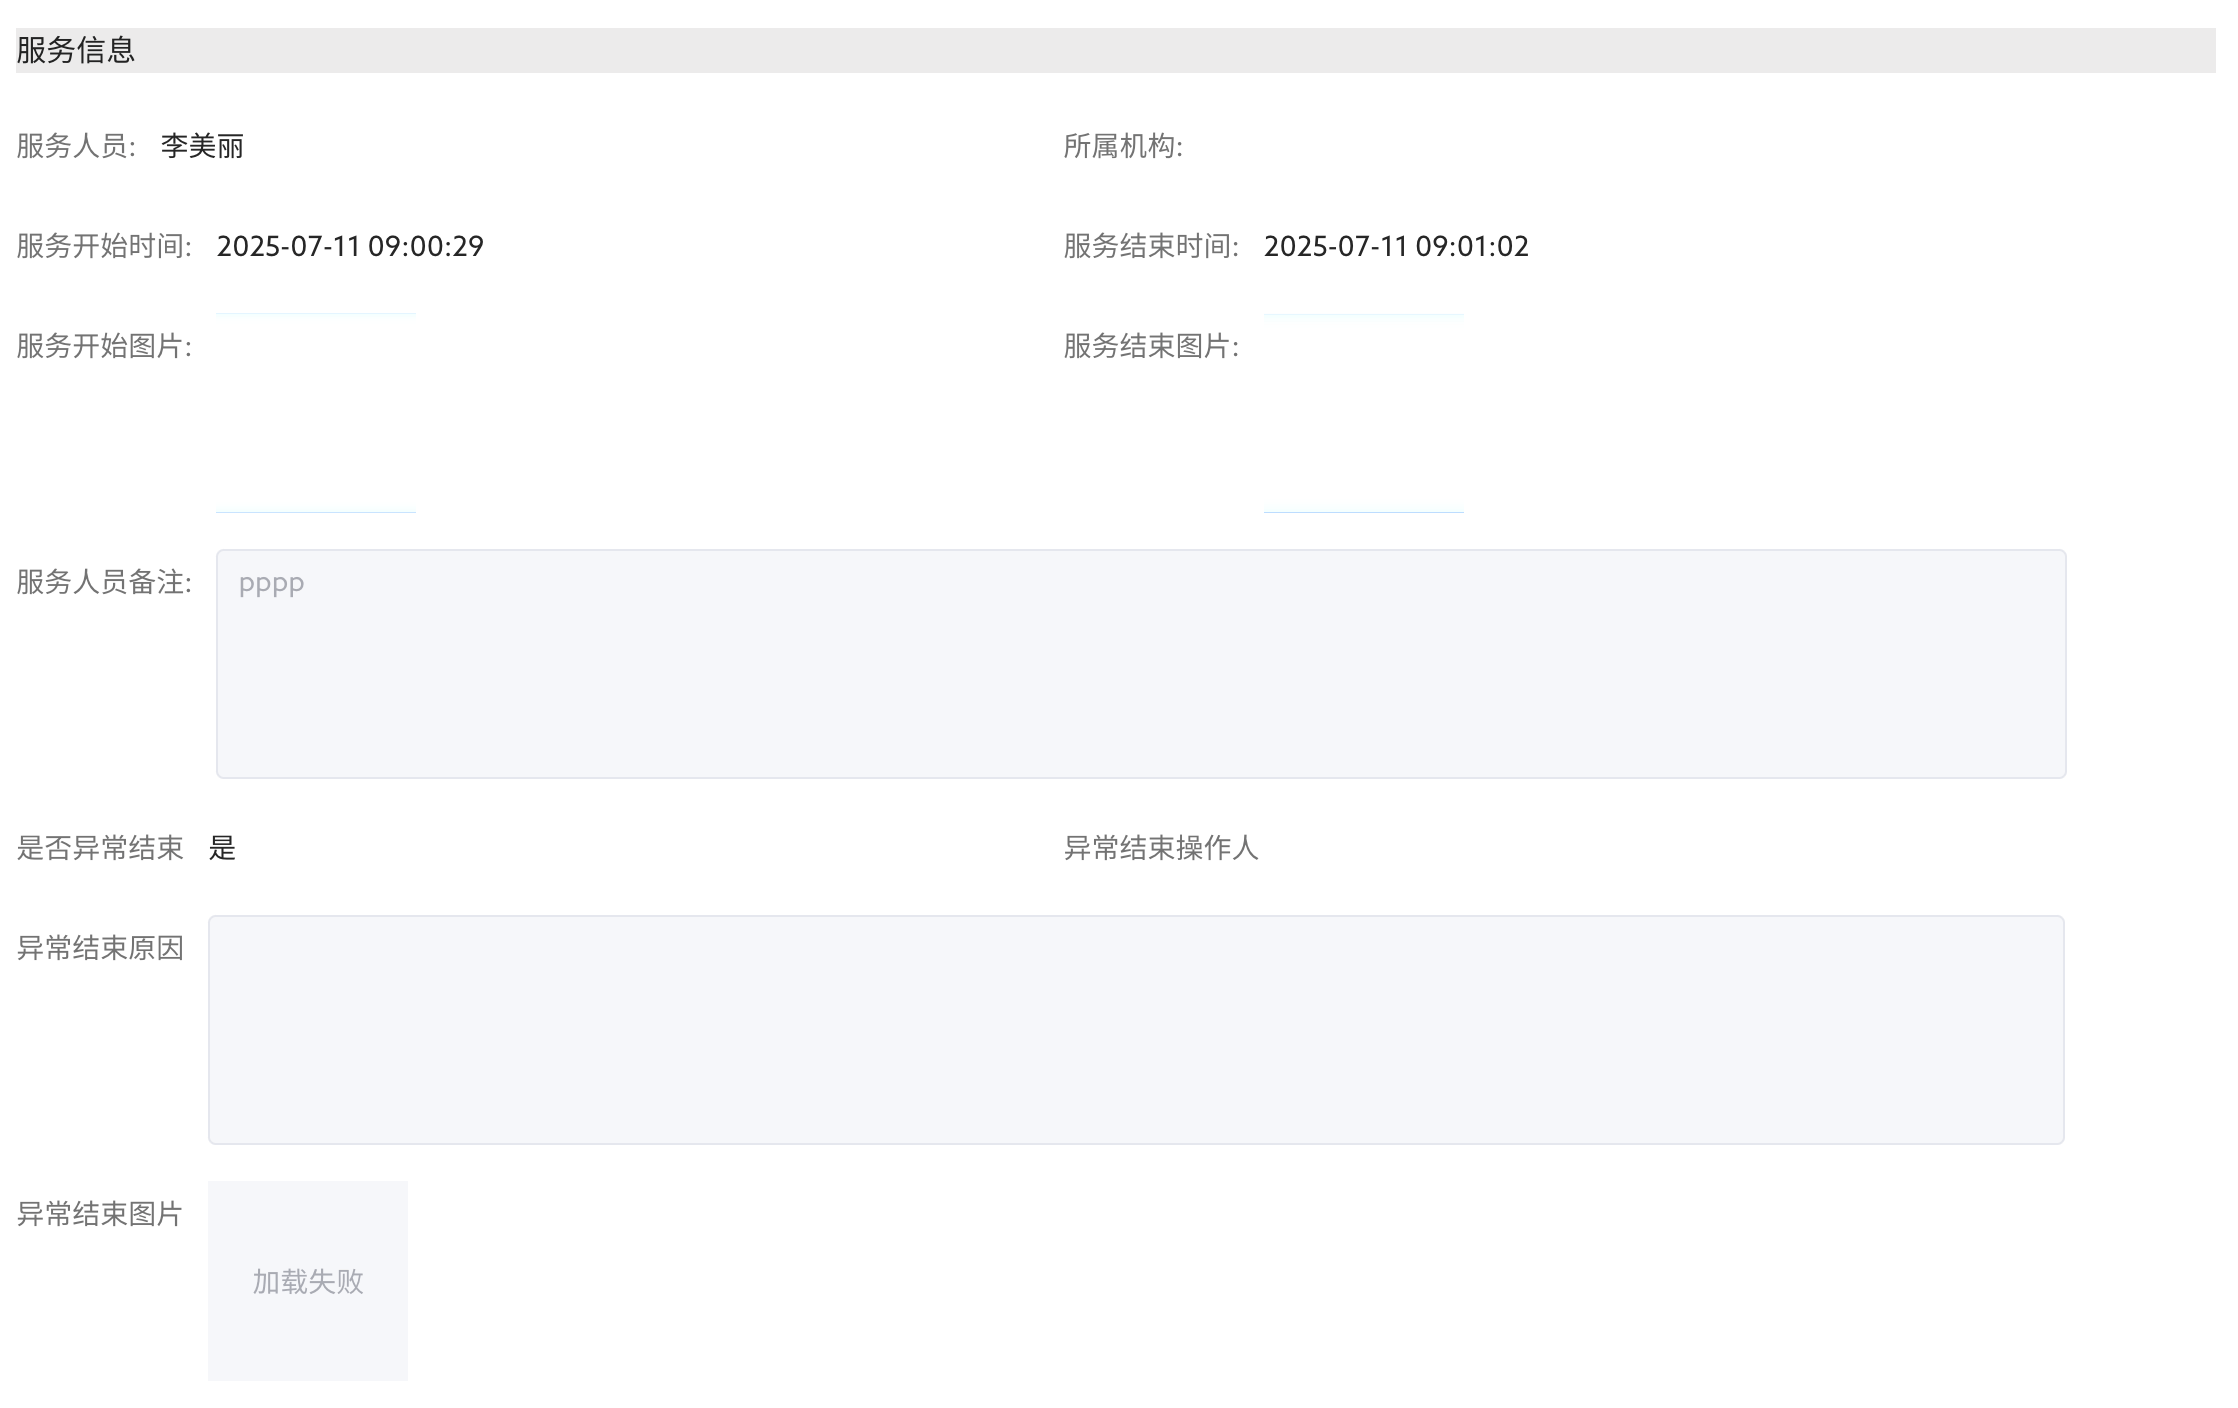 服务信息
服务人员: 李美丽
所属机构:
服务开始时间: 2025-07-11 09:00:29
服务结束时间: 2025-07-11 09:01:02
服务开始图片:
服务结束图片:
服务人员备注: pppp
是否异常结束 是
异常结束操作人
异常结束原因
异常结束图片
加载失败